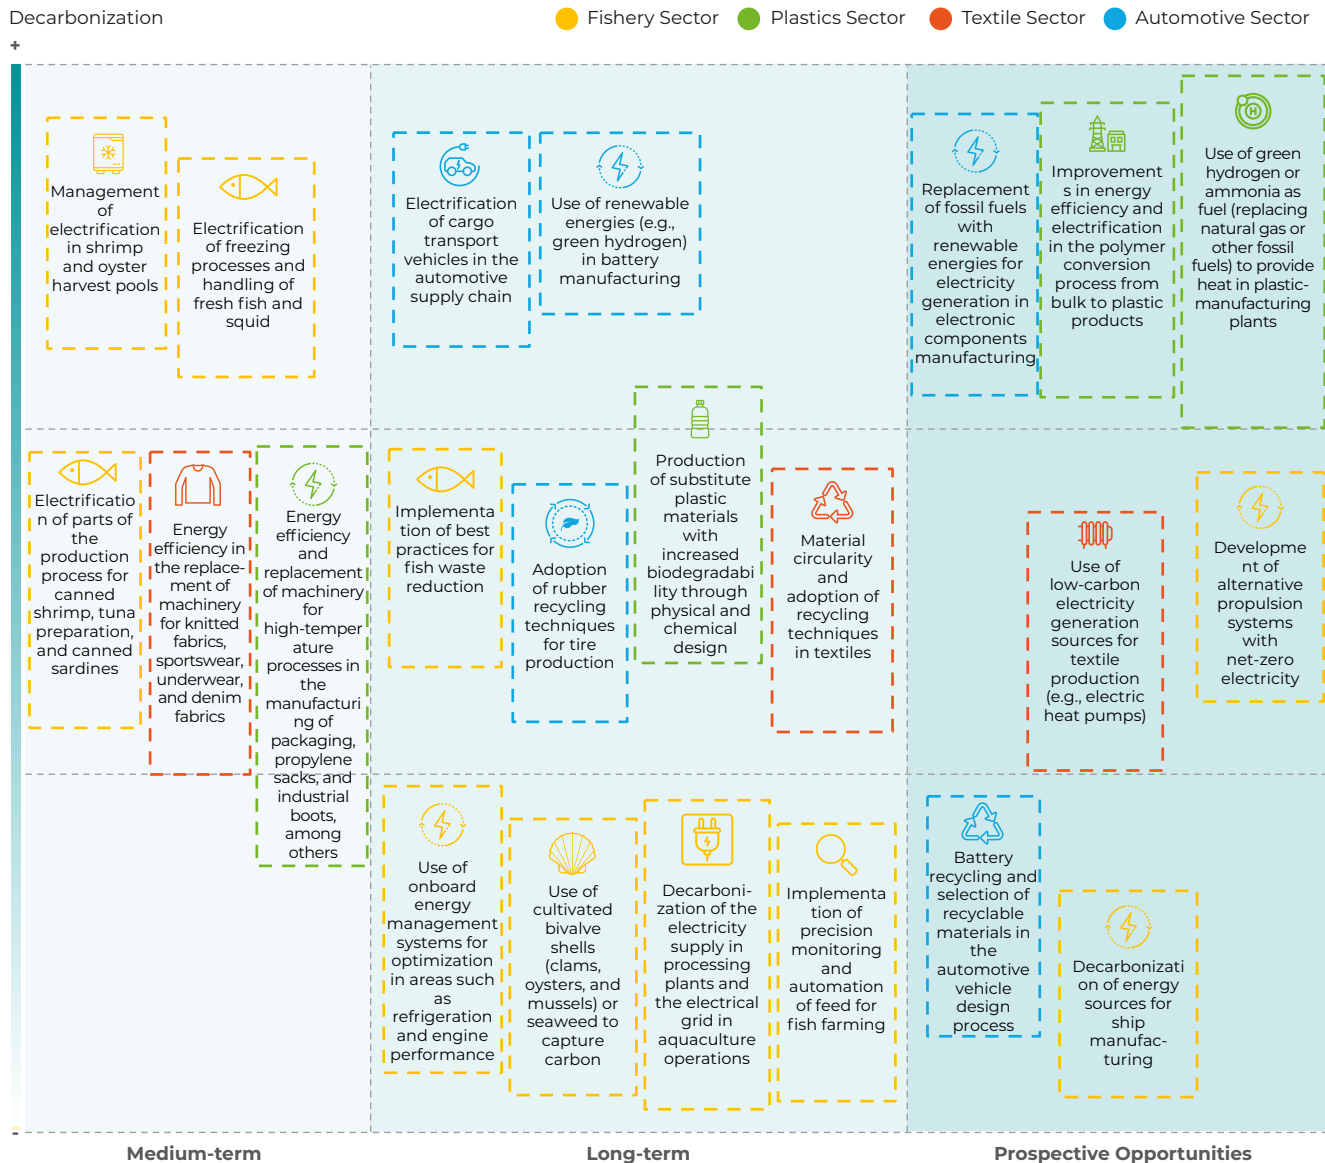 Decarbonization
Fishery Sector
Plastics Sector
Textile Sector
Automotive Sector
+
Management
of
electrification
in shrimp
and oyster
harvest pools
Electrification
of freezing
processes and
handling of
fresh fish and
squid
Electrification
of cargo
transport
vehicles in the
automotive
supply chain
Use of renewable
energies (e.g.,
green hydrogen)
in battery
manufacturing
Replacement
of fossil fuels
with
renewable
energies for
electricity
generation in
electronic
components
manufacturing
Improvement
s in energy
efficiency and
electrification
in the polymer
conversion
process from
bulk to plastic
products
H
Use of green
hydrogen or
ammonia as
fuel (replacing
natural gas or
other fossil
fuels) to provide
heat in plastic-
manufacturing
plants
Electrificatio
n of parts of
the
production
process for
canned
shrimp, tuna
preparation,
and canned
sardines
Energy
efficiency in
the replace-
ment of
machinery
for knitted
fabrics,
sportswear,
underwear,
and denim
fabrics
Energy
efficiency
and
replacement
of machinery
for
high-temper
ature
processes in
the
manufacturi
ng of
packaging,
propylene
sacks, and
industrial
boots,
among
others
Implementa
tion of best
practices for
fish waste
reduction
Adoption
of rubber
recycling
techniques
for tire
production
Production
of substitute
plastic
materials
with
increased
biodegradabi
lity through
physical and
chemical
design
Material
circularity
and
adoption of
recycling
techniques
in textiles
Use of
low-carbon
electricity
generation
sources for
textile
production
(e.g., electric
heat pumps)
Developme
nt of
alternative
propulsion
systems
with
net-zero
electricity
Use of
onboard
energy
management
systems for
optimization
in areas such
as
refrigeration
and engine
performance
Use of
cultivated
bivalve
shells
(clams,
oysters, and
mussels) or
seaweed to
capture
carbon
Decarboni-
zation of the
electricity
supply in
processing
plants and
the electrical
grid in
aquaculture
operations
Implementa
tion of
precision
monitoring
and
automation
of feed for
fish farming
Battery
recycling and
selection of
recyclable
materials in
the
automotive
vehicle
design
process
Decarbonizati
on of energy
sources for
ship
manufac-
turing
-
Medium-term
Long-term
Prospective Opportunities